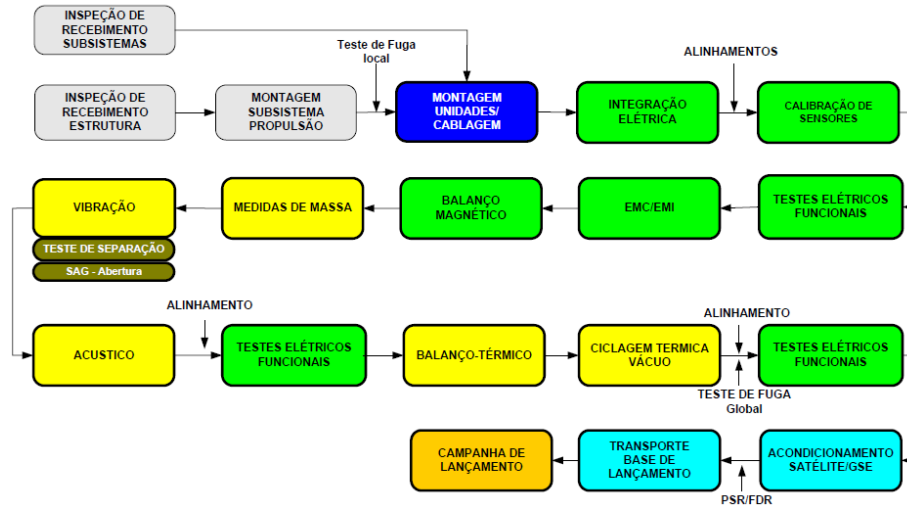 INSPEÇÃO DE
RECEBIMENTO
SUBSISTEMAS
Teste de Fuga
local
ALINHAMENTOS
INSPEÇÃO DE
RECEBIMENTO
ESTRUTURA
MONTAGEM
SUBSISTEMA
PROPULSÃO
MONTAGEM
UNIDADES/
CABLAGEM
INTEGRAÇÃO
ELÉTRICA
CALIBRAÇÃO DE
SENSORES
VIBRAÇÃO
TESTE DE SEPARAÇÃO
SAG - Abertura
MEDIDAS DE MASSA
BALANÇO
MAGNÉTICO
EMC/EMI
TESTES ELÉTRICOS
FUNCIONAIS
ALINHAMENTO
ALINHAMENTO
ACUSTICO
TESTES ELÉTRICOS
FUNCIONAIS
BALANÇO-TÉRMICO
CICLAGEM TERMICA
VÁCUO
TESTES ELÉTRICOS
FUNCIONAIS
TESTE DE FUGA
Global
CAMPANHA DE
LANÇAMENTO
TRANSPORTE
BASE DE
LANÇAMENTO
ACONDICIONAMENTO
SATÉLITE/GSE
PSR/FDR